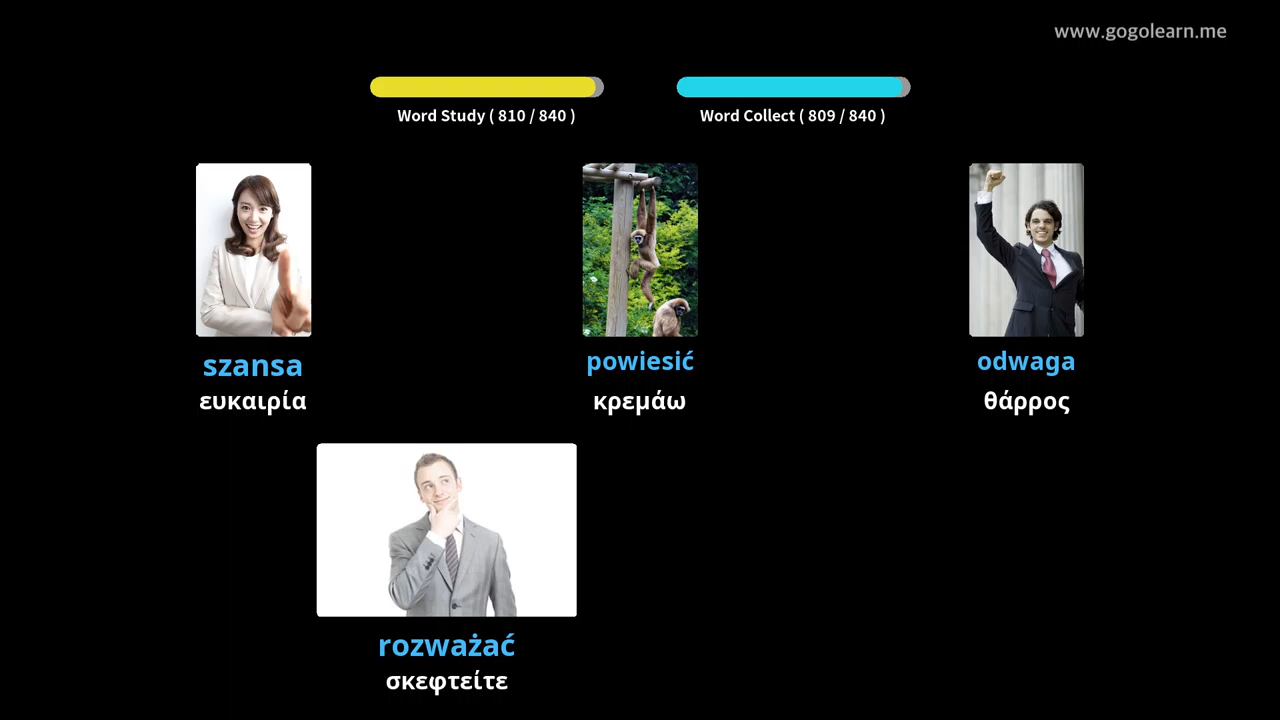 www.gogolearn.me
Word Study ( 810 / 840 )
Word Collect ( 809 / 840 )
szansa
ευκαιρία
powiesić
κρεμάω
odwaga
θάρρος
rozważać
σκεφτείτε